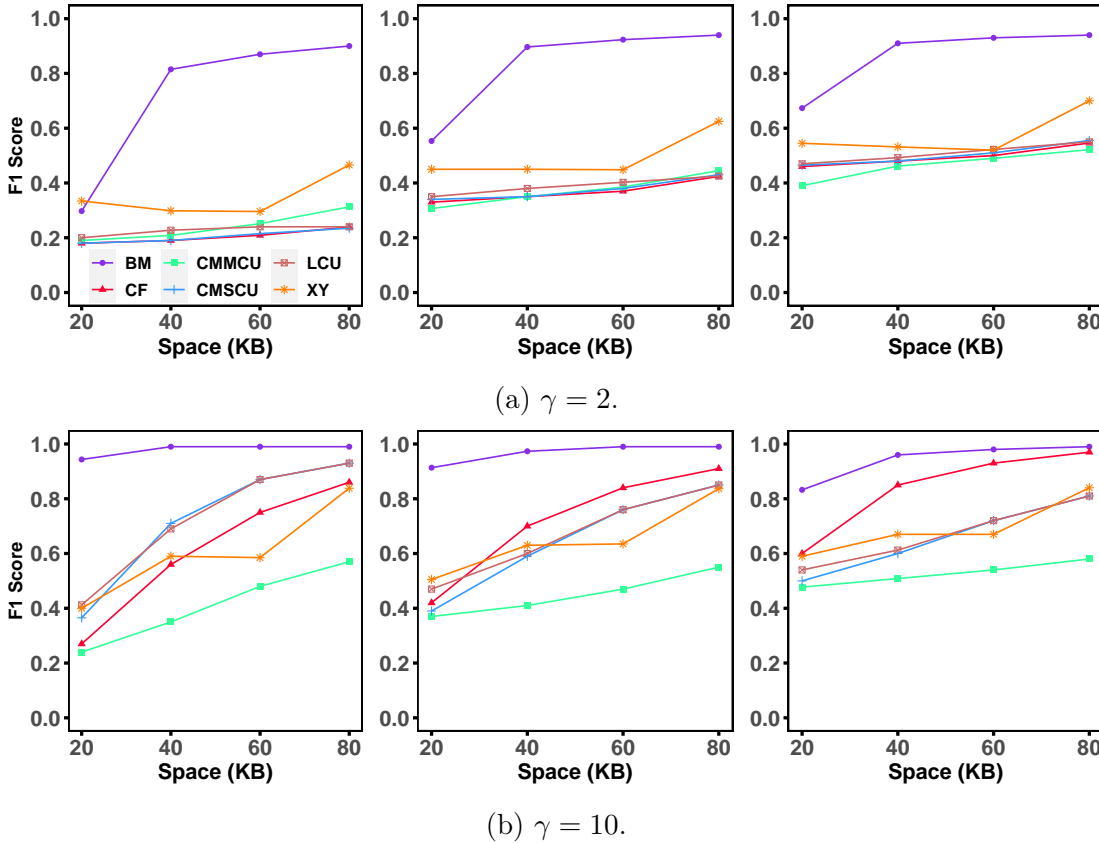 1.0 1.0 1.0
0.8 0.8 0.8
0.6 0.6 0.6
0.4 0.4 0.4
0.2 0.2 0.2
0.0 0.0 0.0
F1 Score
BM CMMCU LCU
CF CMSCU XY
20 40 60 80 20 40 60 80 20 40 60 80
Space (KB) Space (KB) Space (KB)
(a) γ = 2.
1.0 1.0 1.0
0.8 0.8 0.8
0.6 0.6 0.6
0.4 0.4 0.4
0.2 0.2 0.2
0.0 0.0 0.0
F1 Score
20 40 60 80 20 40 60 80 20 40 60 80
Space (KB) Space (KB) Space (KB)
(b) γ = 10.